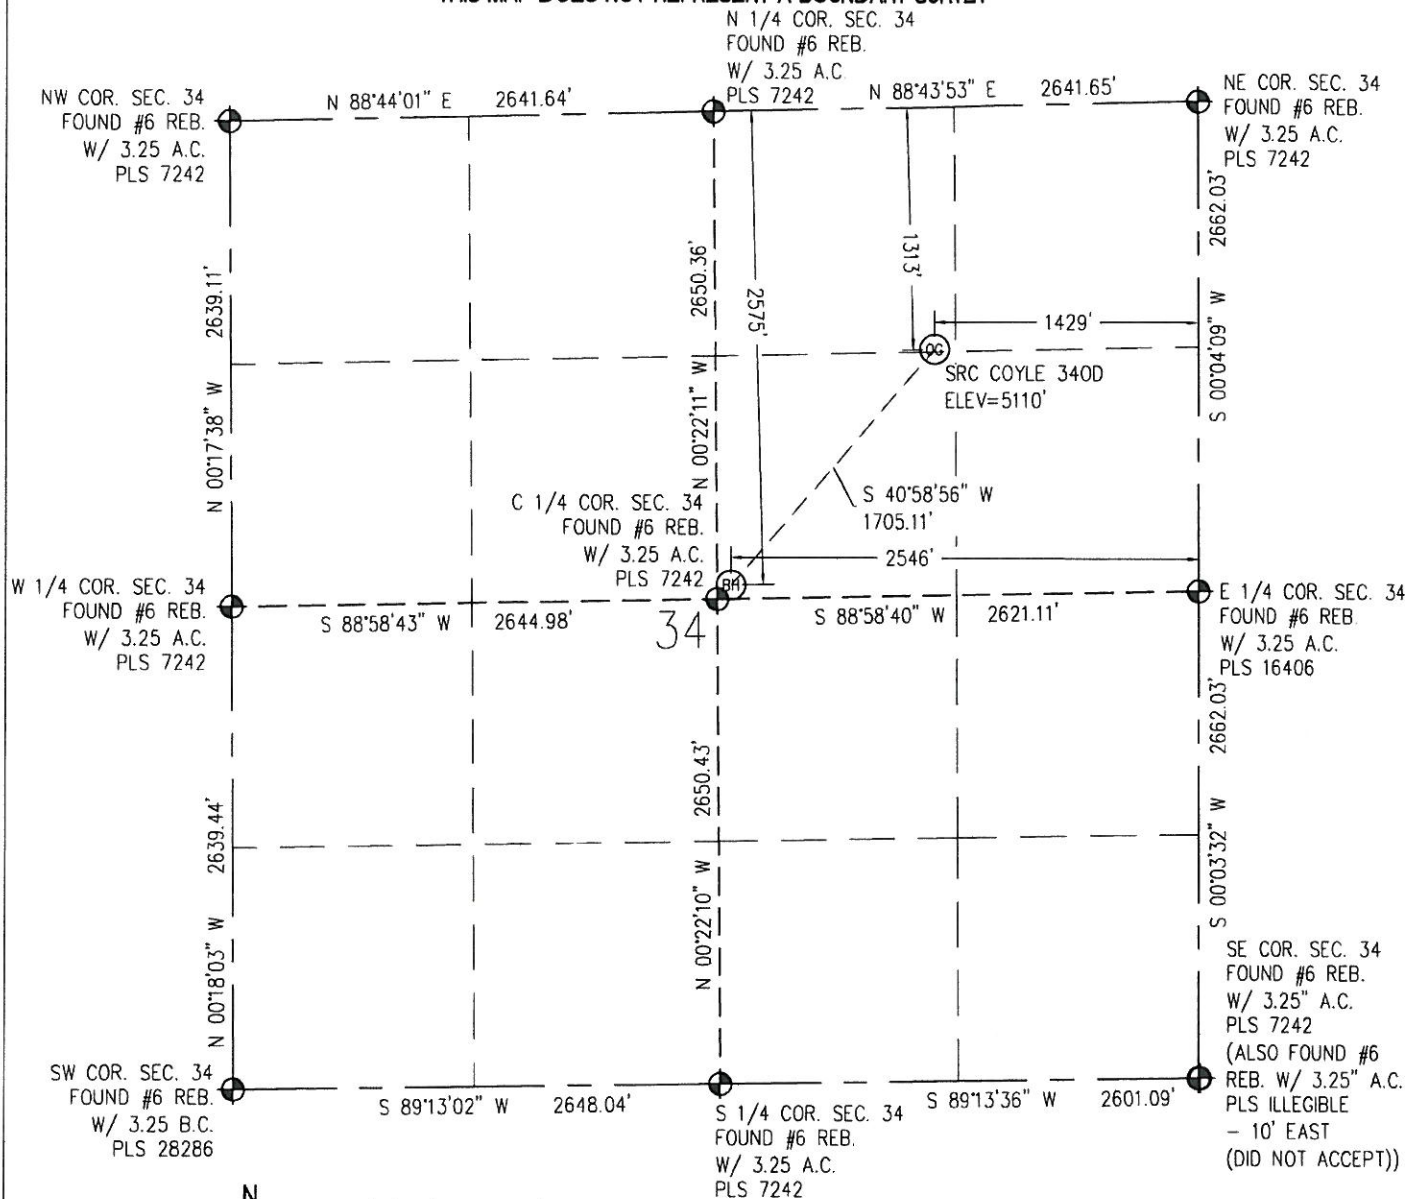 THIS MAP DOES NOT REPRESENT A BOUNDARY SURVEY
N 1/4 COR. SEC. 34
FOUND #6 REB.
W/ 3.25 A.C.
PLS 7242
NW COR. SEC. 34
FOUND #6 REB.
W/ 3.25 A.C.
PLS 7242
N 88°44'01" E 2641.64'
N 88°43'53" E 2641.65'
NE COR. SEC. 34
FOUND #6 REB.
W/ 3.25 A.C.
PLS 7242
2639.11'
N 00°17'38" W
2650.36'
N 00°22'11" W
2575'
1313'
2662.03'
S 00°04'09" W
1429'
OG
SRC COYLE 34OD
ELEV=5110'
S 40°58'56" W
1705.11'
C 1/4 COR. SEC. 34
FOUND #6 REB.
W/ 3.25 A.C.
PLS 7242
BH
2546'
W 1/4 COR. SEC. 34
FOUND #6 REB.
W/ 3.25 A.C.
PLS 7242
S 88°58'43" W 2644.98'
34
S 88°58'40" W 2621.11'
E 1/4 COR. SEC. 34
FOUND #6 REB.
W/ 3.25 A.C.
PLS 16406
2639.44'
N 00°18'03" W
2650.43'
N 00°22'10" W
2662.03'
S 00°03'32" W
SW COR. SEC. 34
FOUND #6 REB.
W/ 3.25 B.C.
PLS 28286
S 89°13'02" W 2648.04'
S 1/4 COR. SEC. 34
FOUND #6 REB.
W/ 3.25 A.C.
PLS 7242
S 89°13'36" W 2601.09'
SE COR. SEC. 34
FOUND #6 REB.
W/ 3.25" A.C.
PLS 7242
(ALSO FOUND #6
REB. W/ 3.25" A.C.
PLS ILLEGIBLE
- 10' EAST
(DID NOT ACCEPT))
N